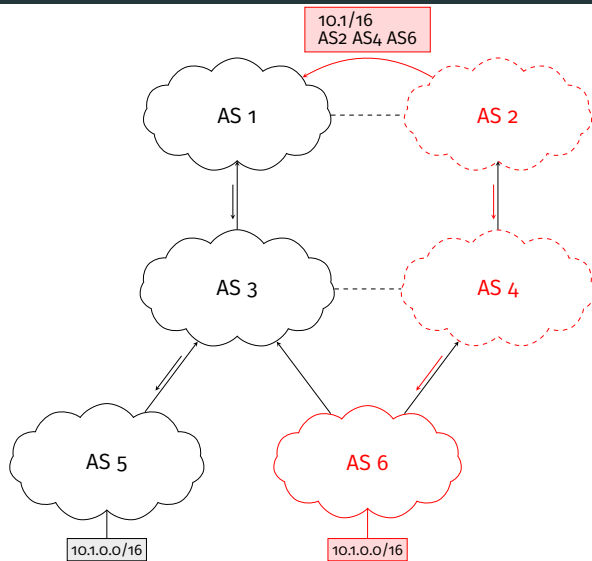 10.1/16
AS2 AS4 AS6
AS 1
AS 2
AS 3
AS 4
AS 5
AS 6
10.1.0.0/16
10.1.0.0/16